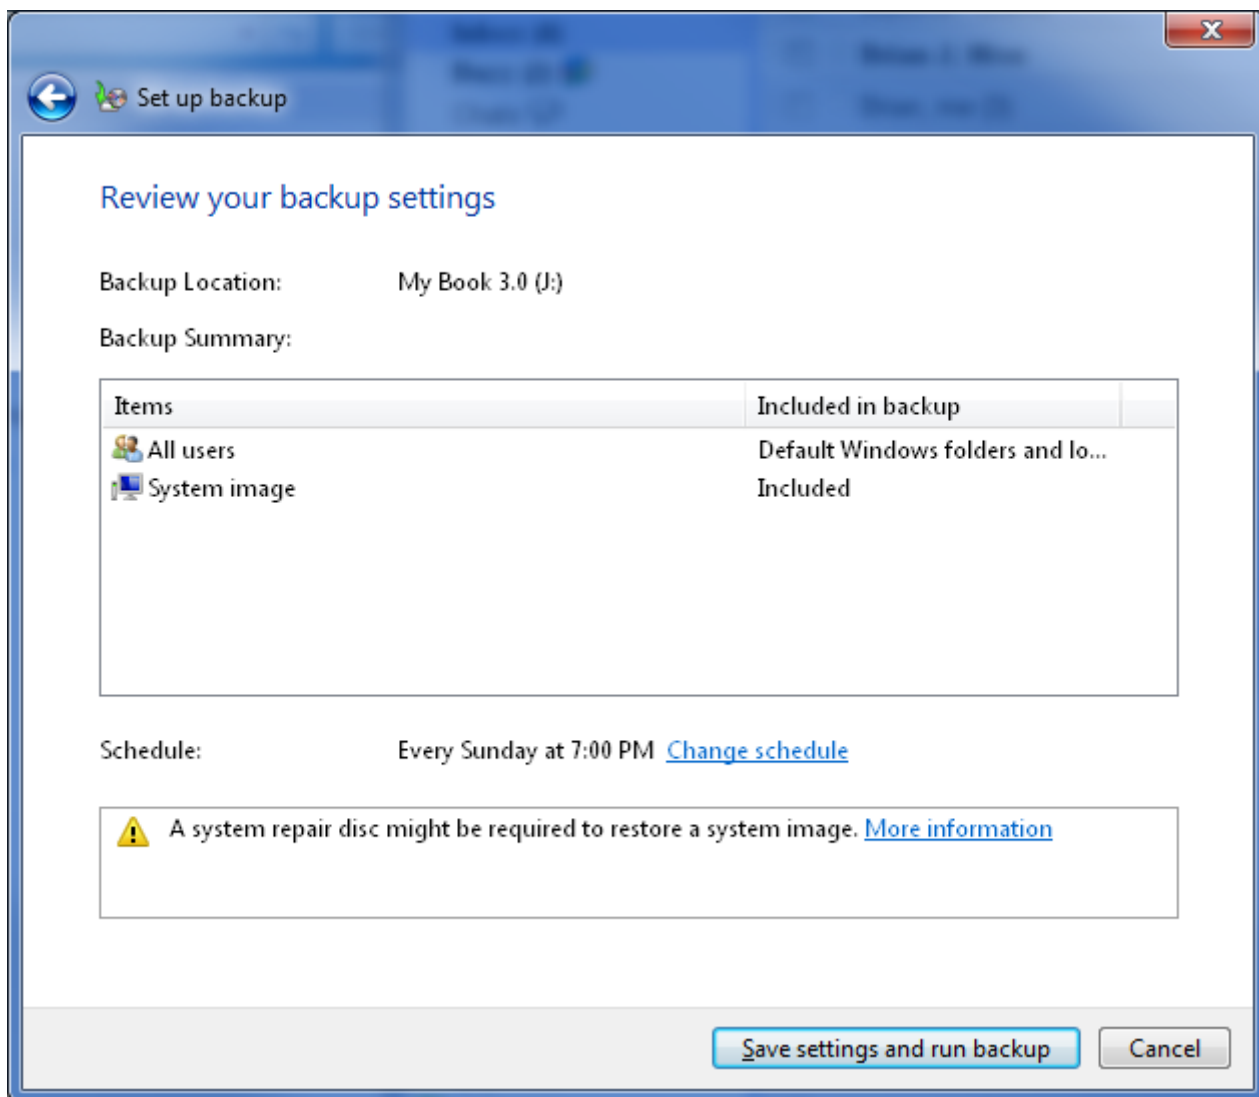 Set up backup
Review your backup settings
Backup Location: My Book 3.0 (J:)
Backup Summary:
Items Included in backup
All users Default Windows folders and lo...
System image Included
Schedule: Every Sunday at 7:00 PM Change schedule
A system repair disc might be required to restore a system image. More information
Save settings and run backup Cancel